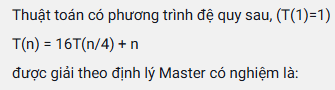 Thuật toán có phương trình đệ quy sau, (T(1)=1)
T(n) = 16T(n/4) + n
được giải theo định lý Master có nghiệm là: